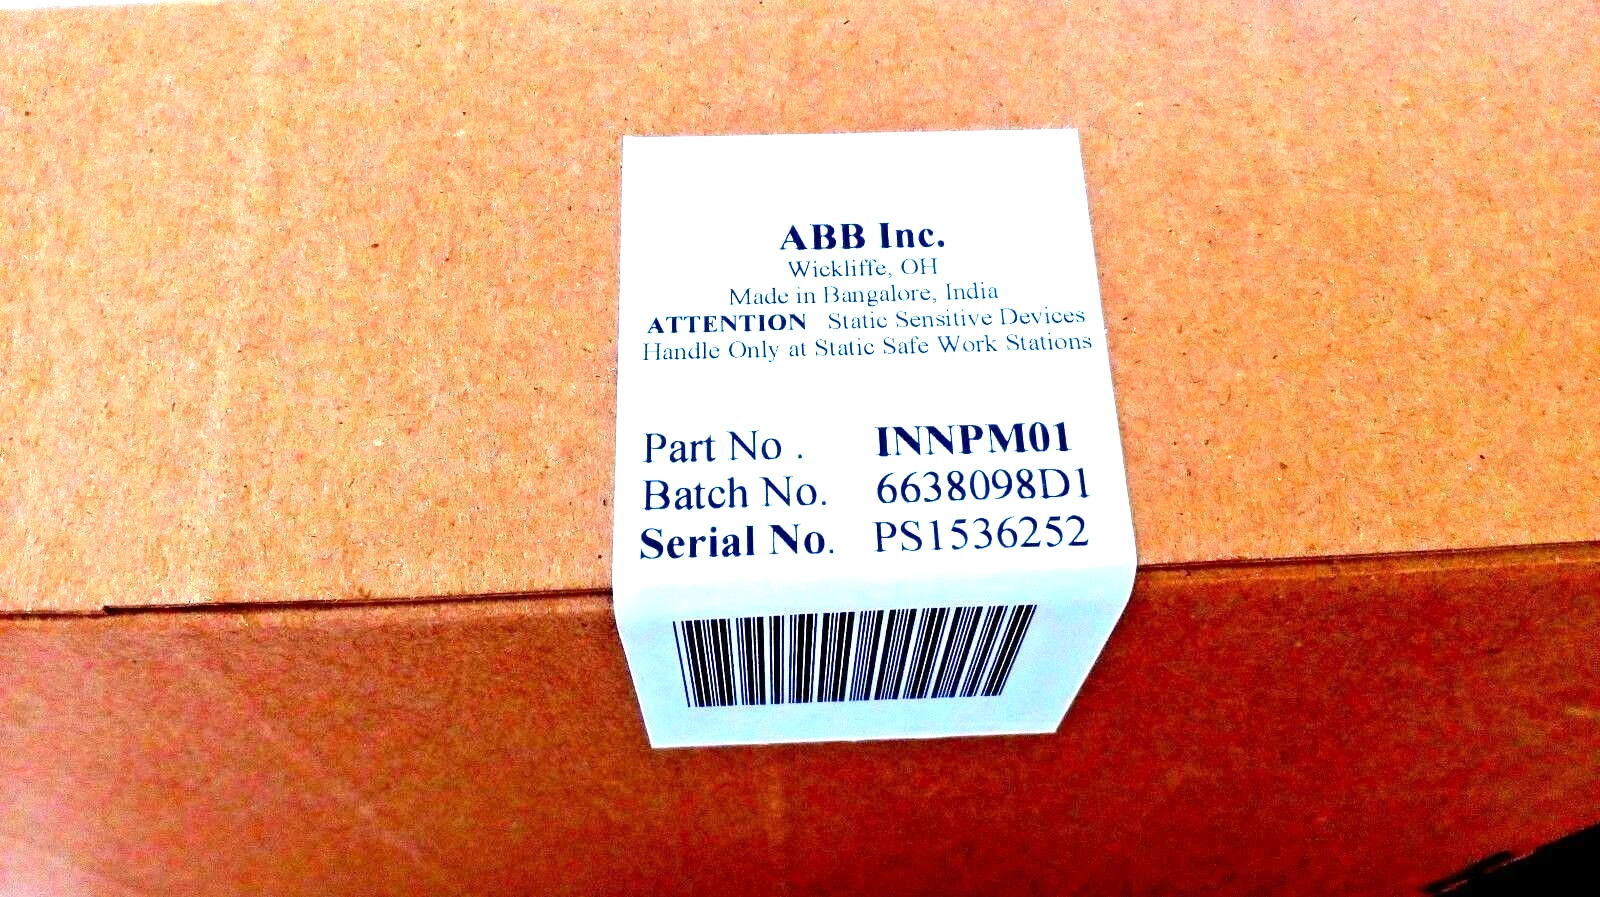 ABB Inc.
Wickliffe, OH
Made in Bangalore, India
ATTENTION Static Sensitive Devices
Handle Only at Static Safe Work Stations
Part No . INNPM01
Batch No. 6638098D1
Serial No. PS1536252